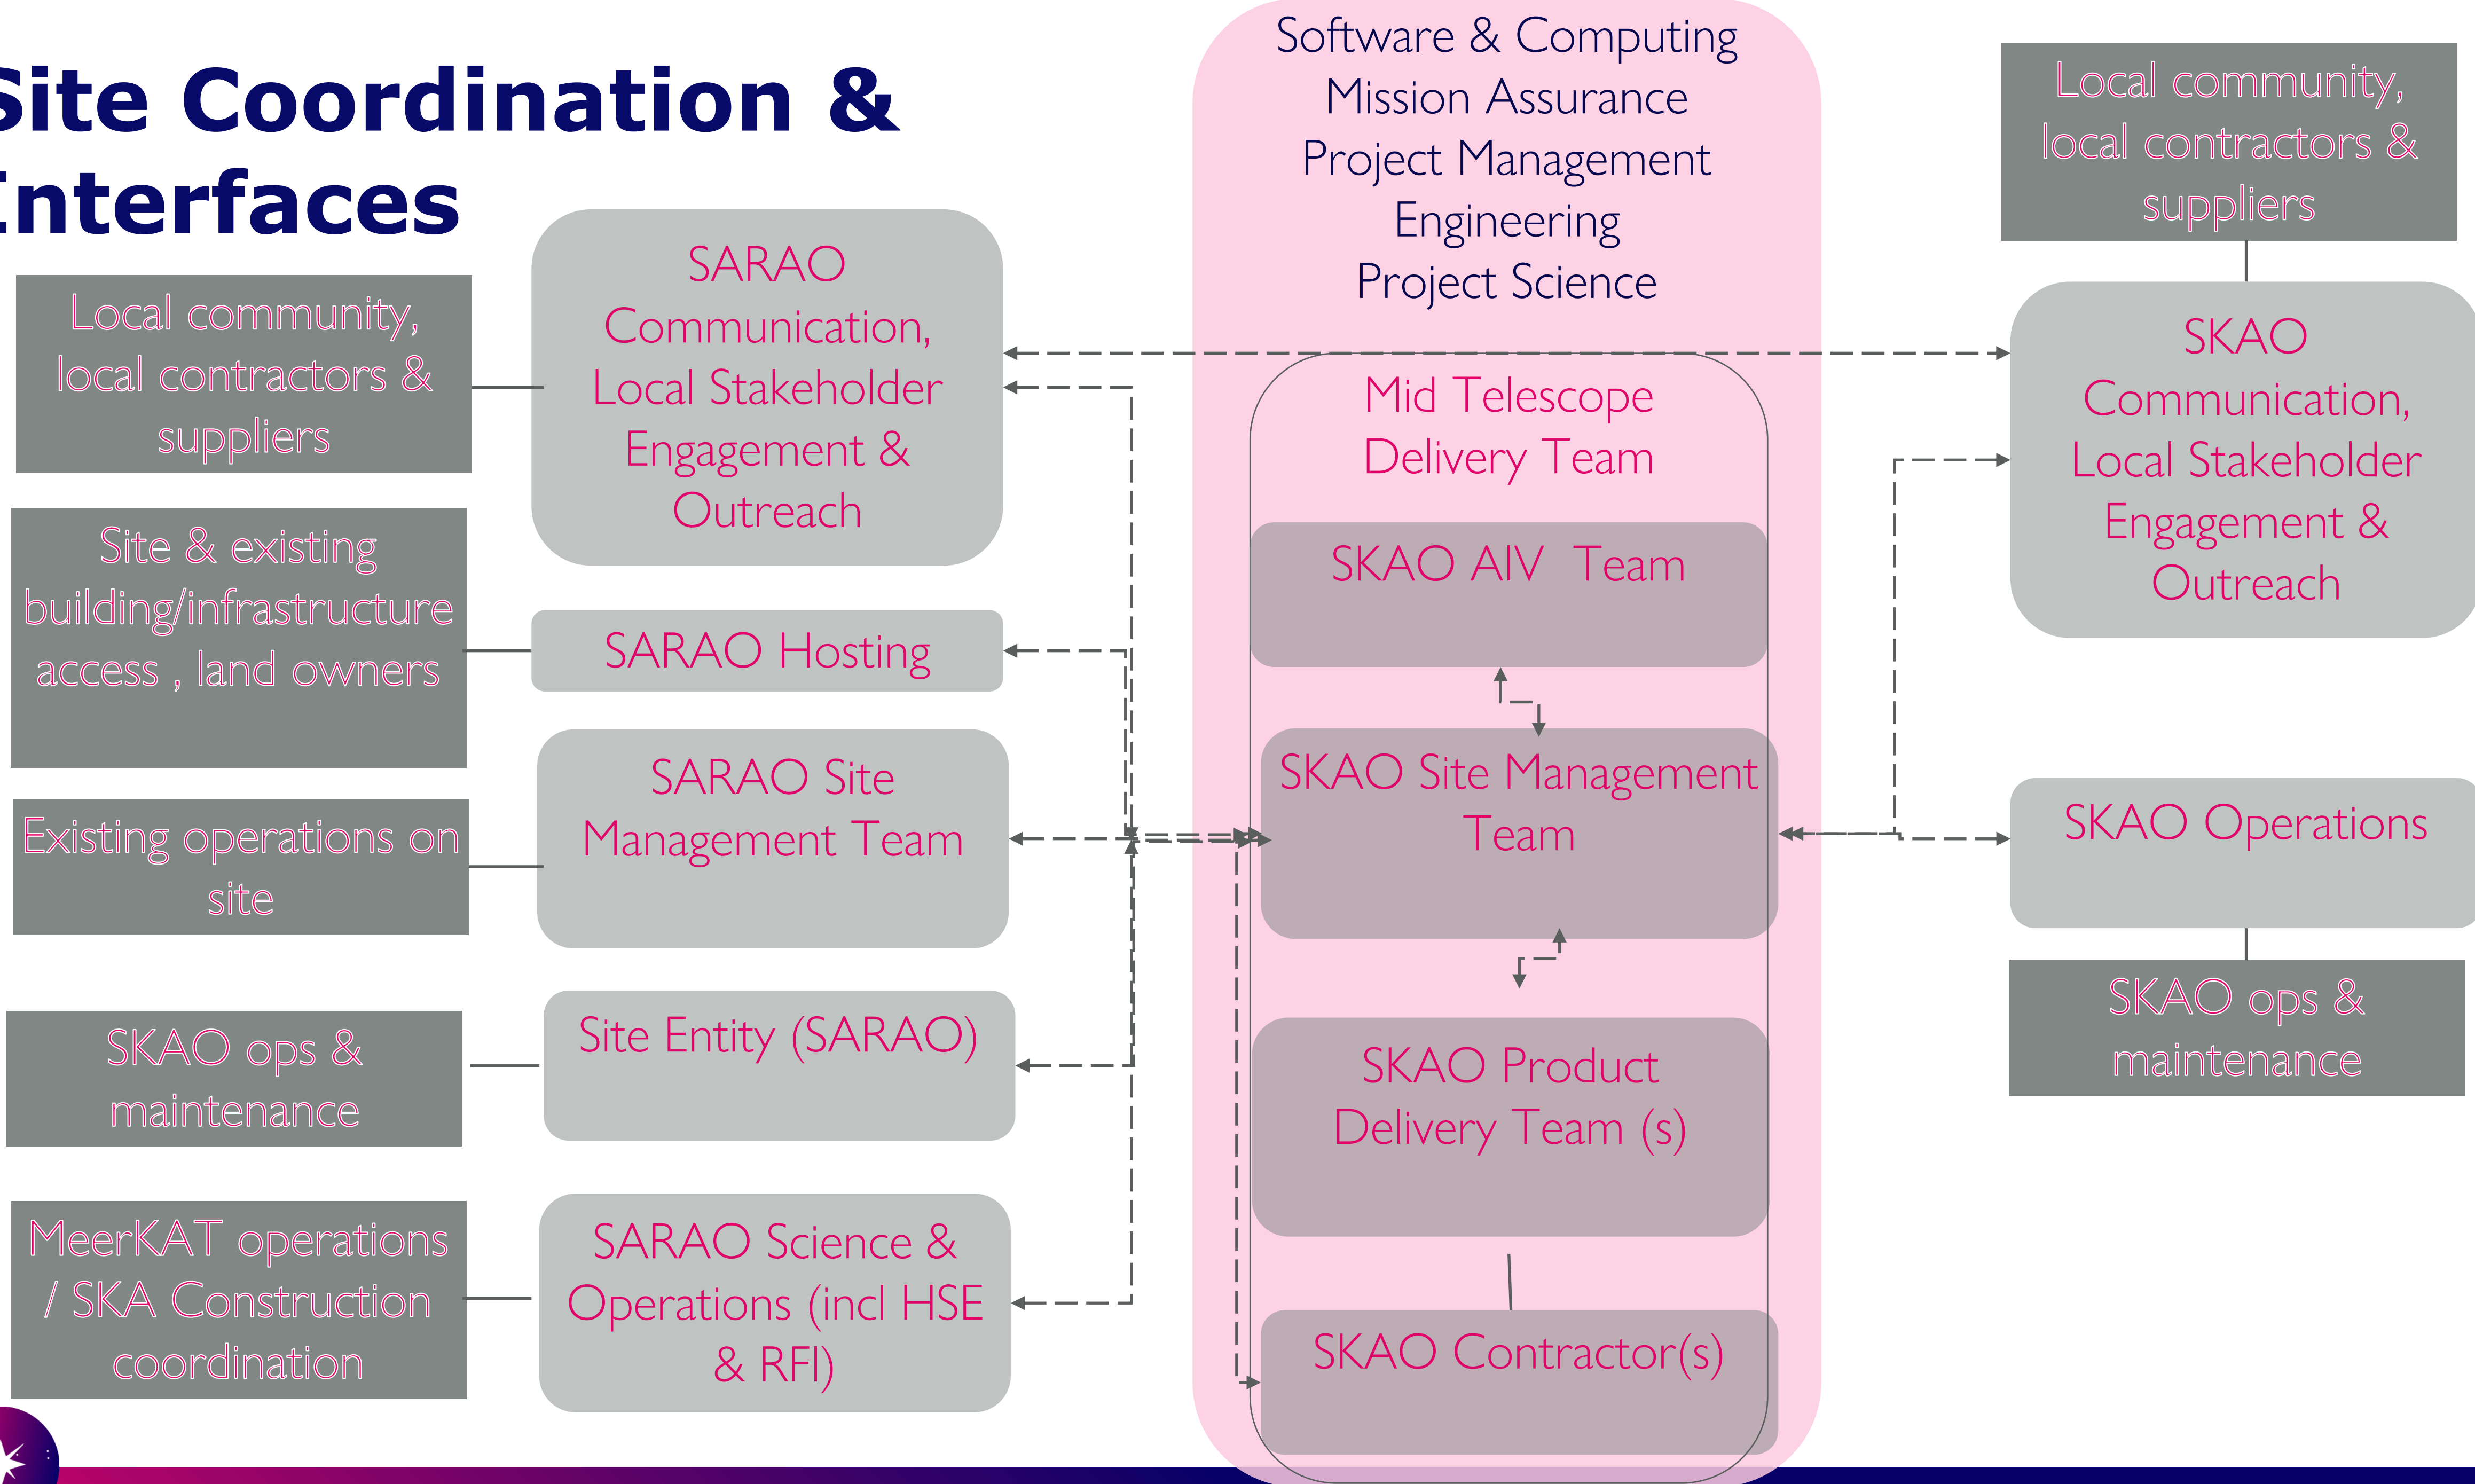 Site Coordination &
Interfaces
Local community,
local contractors &
suppliers
Site & existing
building/infrastructure
access , land owners
Existing operations on
site
SKAO ops &
maintenance
MeerKAT operations
/ SKA Construction
coordination
SARAO
Communication,
Local Stakeholder
Engagement &
Outreach
SARAO Hosting
SARAO Site
Management Team
Site Entity (SARAO)
SARAO Science &
Operations (incl HSE
& RFI)
Software & Computing
Mission Assurance
Project Management
Engineering
Project Science
Mid Telescope
Delivery Team
SKAO AIV Team
SKAO Site Management
Team
SKAO Product
Delivery Team (s)
SKAO Contractor(s)
Local community,
local contractors &
suppliers
SKAO
Communication,
Local Stakeholder
Engagement &
Outreach
SKAO Operations
SKAO ops &
maintenance